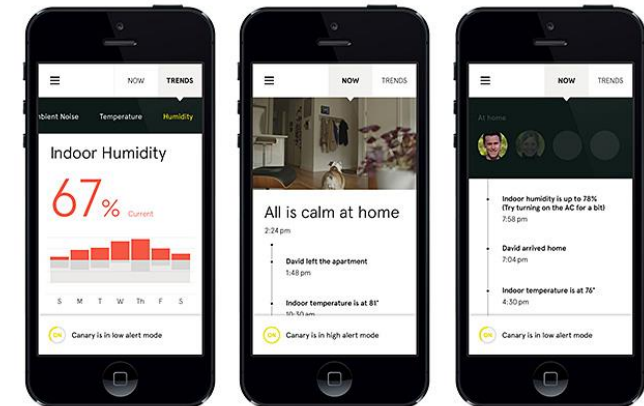 NOW TRENDS
bient Noise Temperature Humidity
Indoor Humidity
67% Current
S M T W Th F S
ON Canary is in low alert mode
NOW TRENDS
All is calm at home
2:24 pm
David left the apartment
1:48 pm
Indoor temperature is at 81°
10:30 am
ON Canary is in high alert mode
NOW TRENDS
At home
Indoor humidity is up to 78%
(Try turning on the AC for a bit)
7:58 pm
David arrived home
7:04 pm
Indoor temperature is at 76°
4:30 pm
ON Canary is in low alert mode